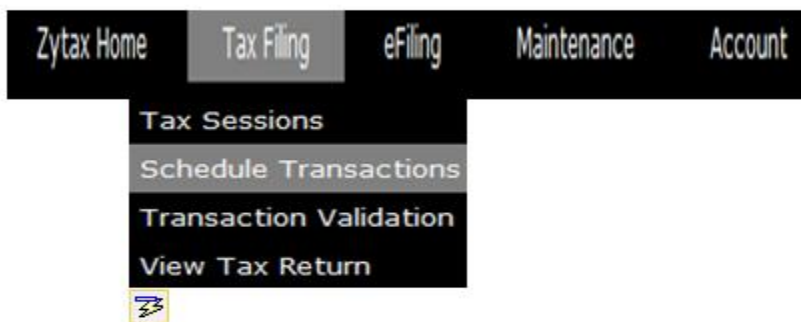 Zytax Home Tax Filing eFiling Maintenance Account
Tax Sessions
Schedule Transactions
Transaction Validation
View Tax Return